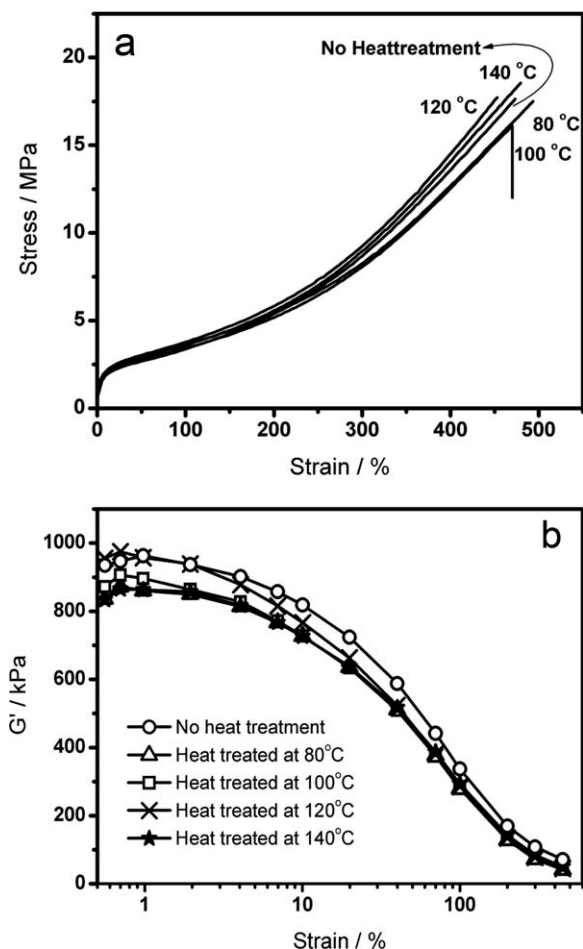 a
No Heattreatment
140 °C
120 °C
80 °C
100 °C
20
15
10
5
0
Stress / MPa
0 100 200 300 400 500
Strain / %
b
1000
800
600
400
200
0
G' / kPa
No heat treatment
Heat treated at 80°C
Heat treated at 100°C
Heat treated at 120°C
Heat treated at 140°C
1 10 100
Strain / %